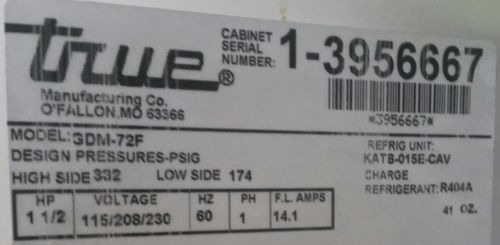 true®
Manufacturing Co.
O'FALLON,MO 63366
CABINET
SERIAL
NUMBER: 1-3956667
*3956667*
MODEL: GDM-72F
DESIGN PRESSURES-PSIG
HIGH SIDE 332 LOW SIDE 174
REFRIG UNIT:
KATB-015E-CAV
CHARGE
REFRIGERANT: R404A
41 OZ.
HP VOLTAGE HZ PH F.L. AMPS
1 1/2 115/208/230 60 1 14.1